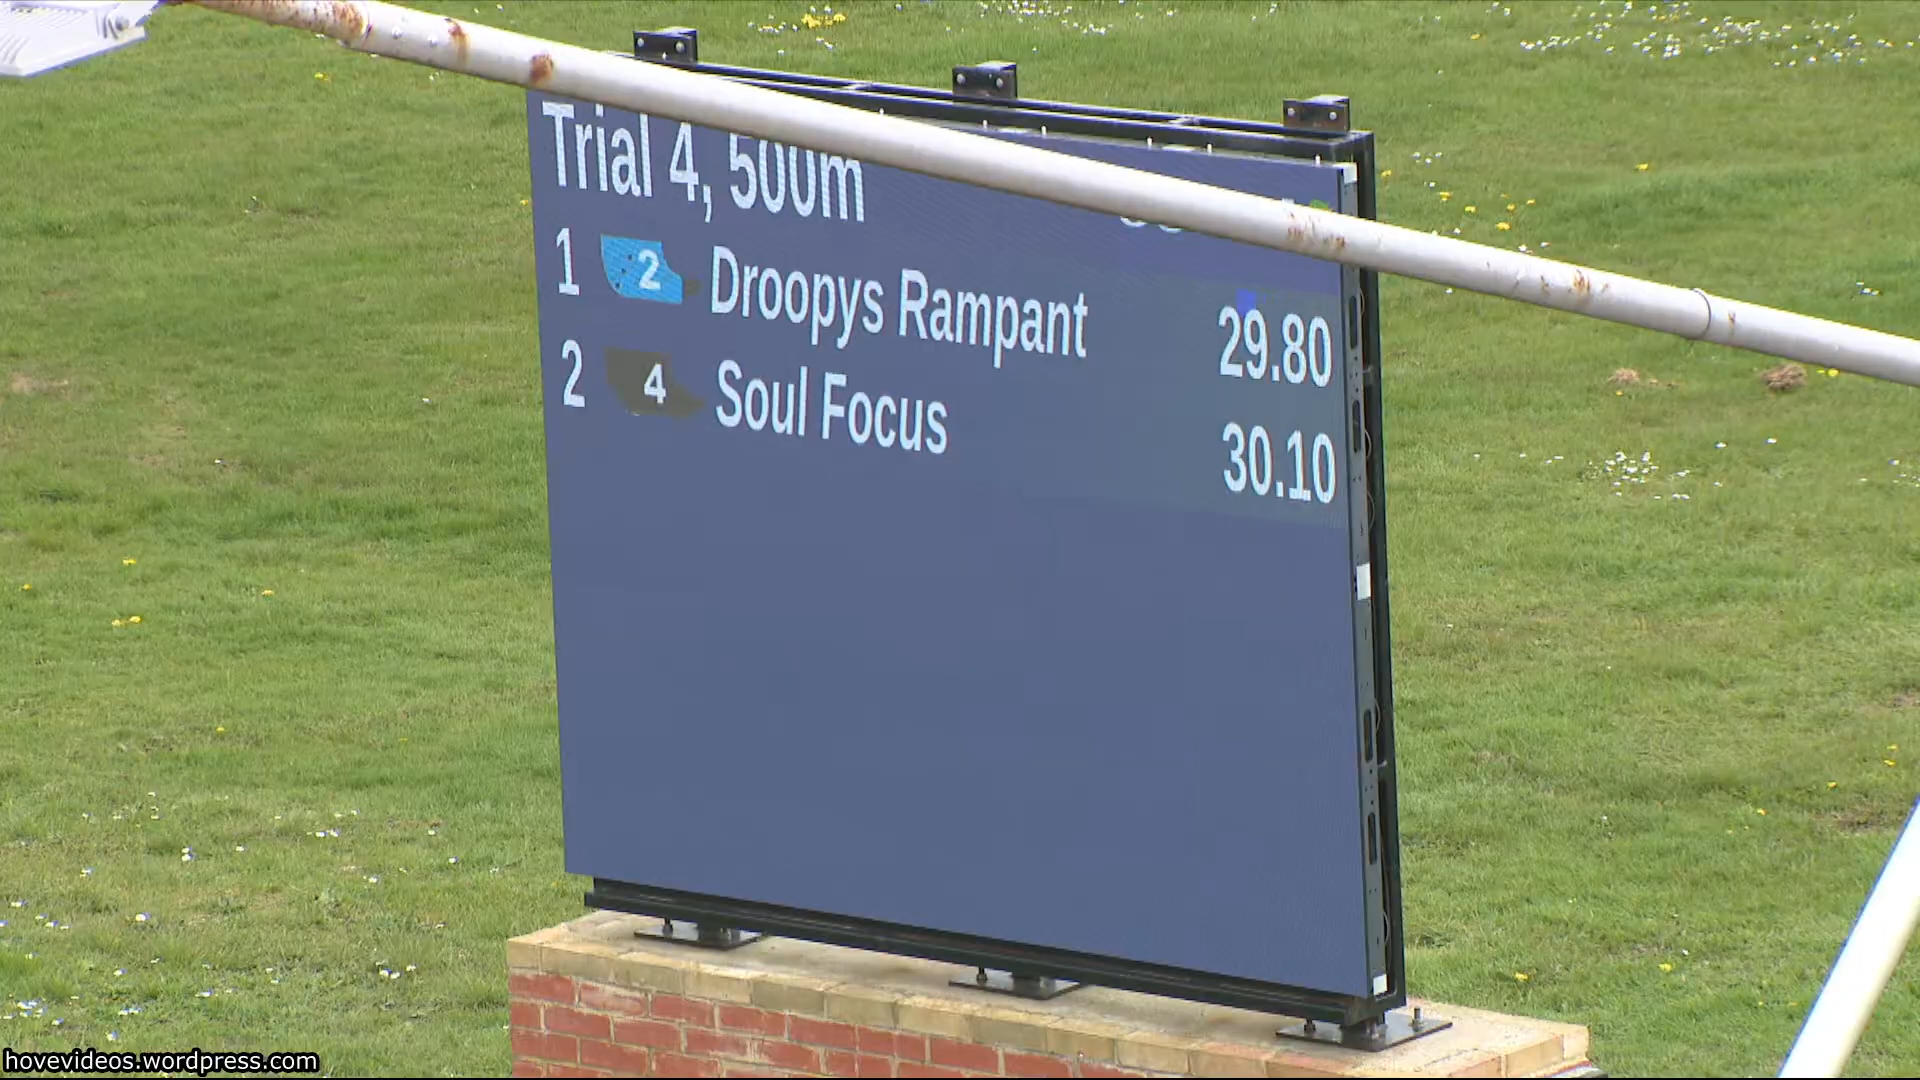 Trial 4, 500m
1 2 Droopys Rampant 29.80
2 4 Soul Focus 30.10
hovevideos.wordpress.com